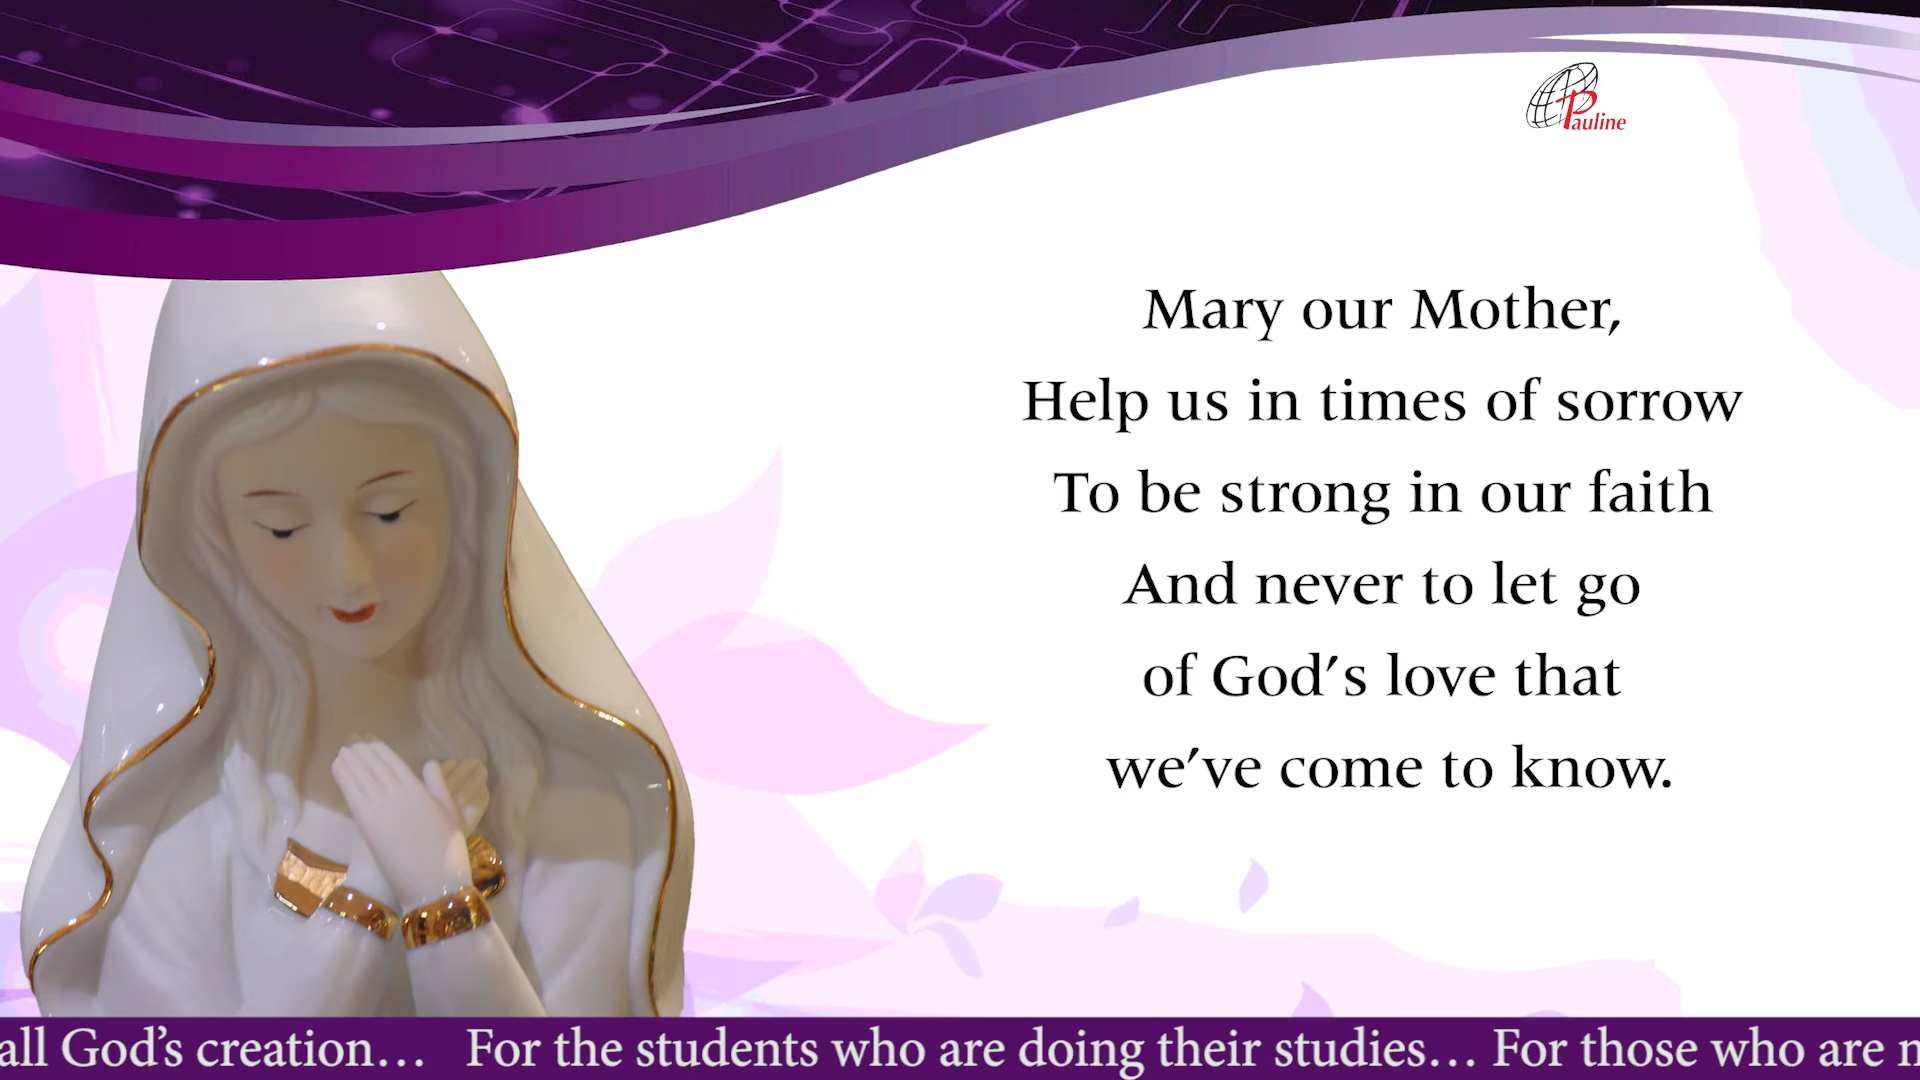 Pauline
Mary our Mother,
Help us in times of sorrow
To be strong in our faith
And never to let go
of God’s love that
we’ve come to know.
all God’s creation… For the students who are doing their studies… For those who are